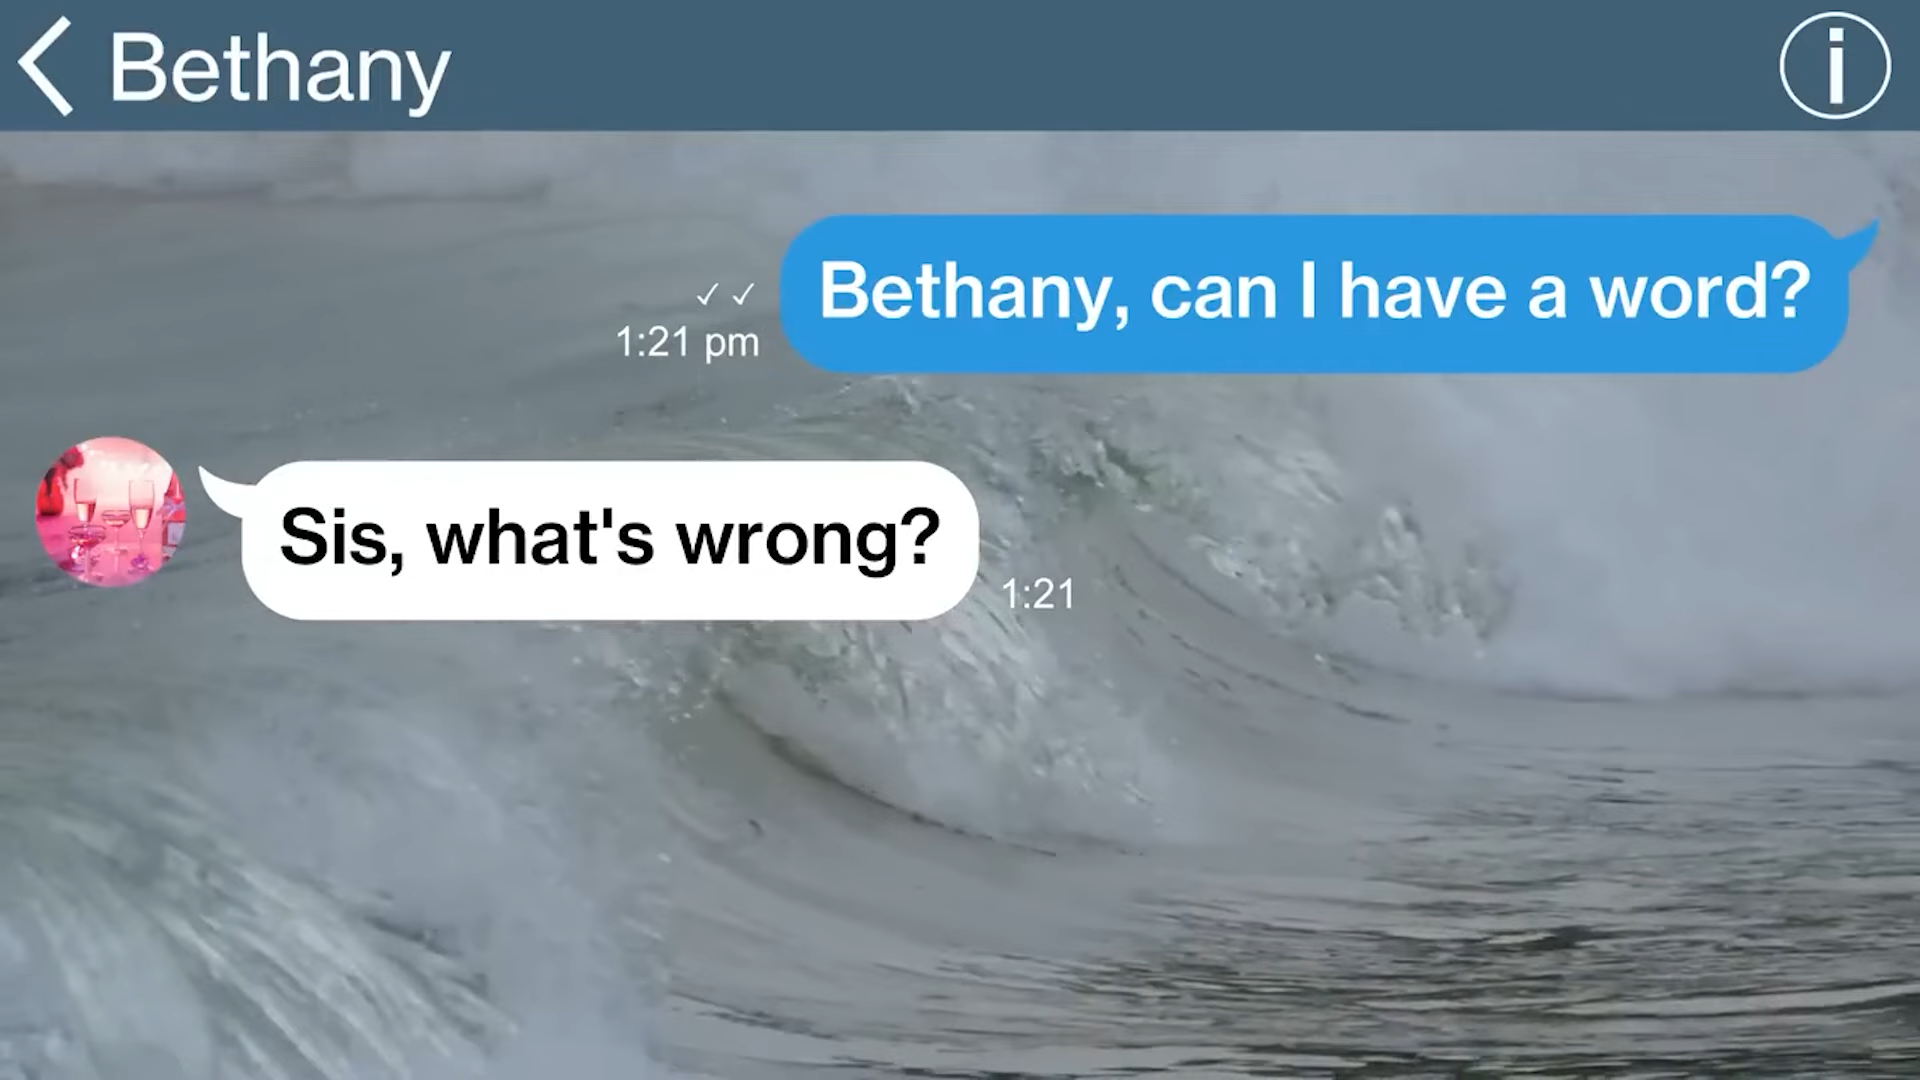 Bethany
Bethany, can I have a word?
✓ ✓
1:21 pm
Sis, what's wrong?
1:21